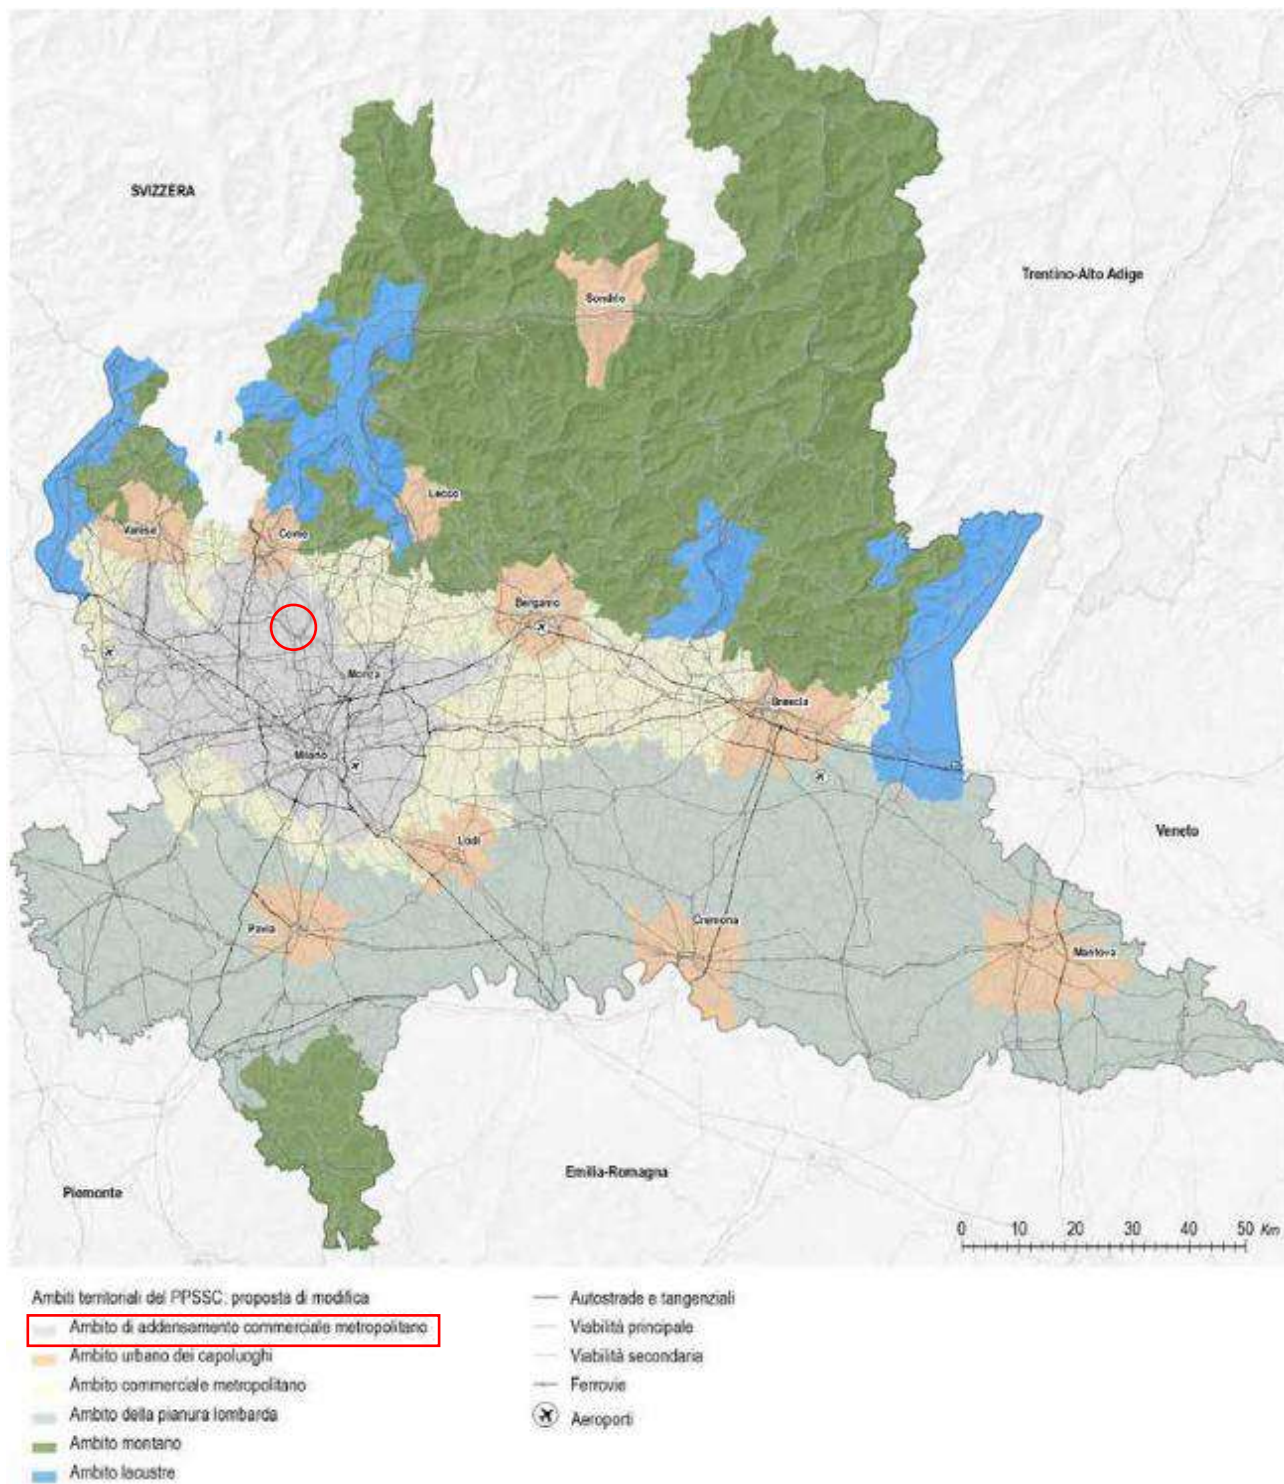 SVIZZERA
Trentino-Alto Adige
Sondrio
Lecco
Varese
Como
Bergamo
Monza
Brescia
Milano
Veneto
Lodi
Pavia
Cremona
Mantova
Emilia-Romagna
Piemonte
0 10 20 30 40 50 Km
Ambiti territoriali del PPSSC: proposta di modifica
Ambito di addensamento commerciale metropolitano
Ambito urbano dei capoluoghi
Ambito commerciale metropolitano
Ambito della pianura lombarda
Ambito montano
Ambito lacustre
Autostrade e tangenziali
Viabilità principale
Viabilità secondaria
Ferrovie
Aeroporti